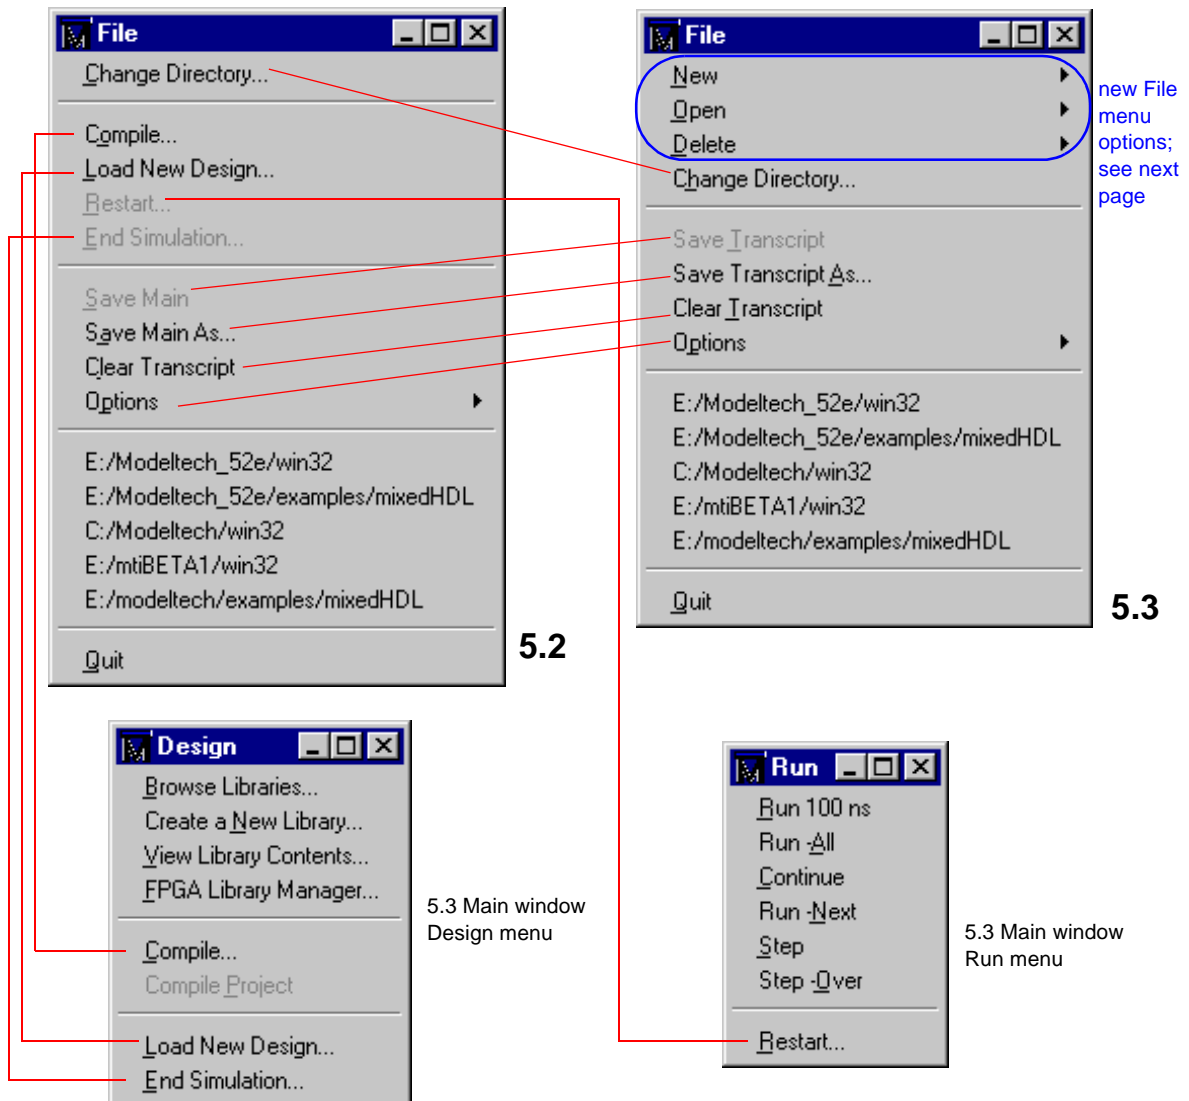 File
Change Directory...
Compile...
Load New Design...
Restart...
End Simulation...
Save Main
Save Main As...
Clear Transcript
Options
E:/Modeltech_52e/win32
E:/Modeltech_52e/examples/mixedHDL
C:/Modeltech/win32
E:/mtiBETA1/win32
E:/modeltech/examples/mixedHDL
Quit
5.2
File
New
Open
Delete
Change Directory...
Save Transcript
Save Transcript As...
Clear Transcript
Options
E:/Modeltech_52e/win32
E:/Modeltech_52e/examples/mixedHDL
C:/Modeltech/win32
E:/mtiBETA1/win32
E:/modeltech/examples/mixedHDL
Quit
5.3
new File
menu
options;
see next
page
Design
Browse Libraries...
Create a New Library...
View Library Contents...
FPGA Library Manager...
Compile...
Compile Project
Load New Design...
End Simulation...
5.3 Main window
Design menu
Run
Run 100 ns
Run -All
Continue
Run -Next
Step
Step -Over
Restart...
5.3 Main window
Run menu